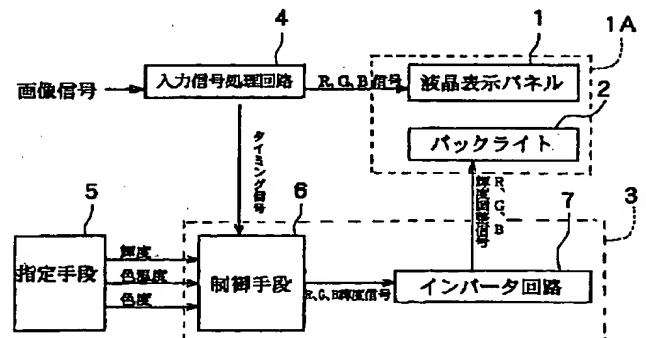 4
1
1A
画像信号
入力信号処理回路
R,G,B信号
液晶表示パネル
2
バックライト
タイミング信号
R、G、B
輝度回整信号
5
6
7
3
指定手段
輝度
色温度
色度
制御手段
R,G,B輝度信号
インバータ回路